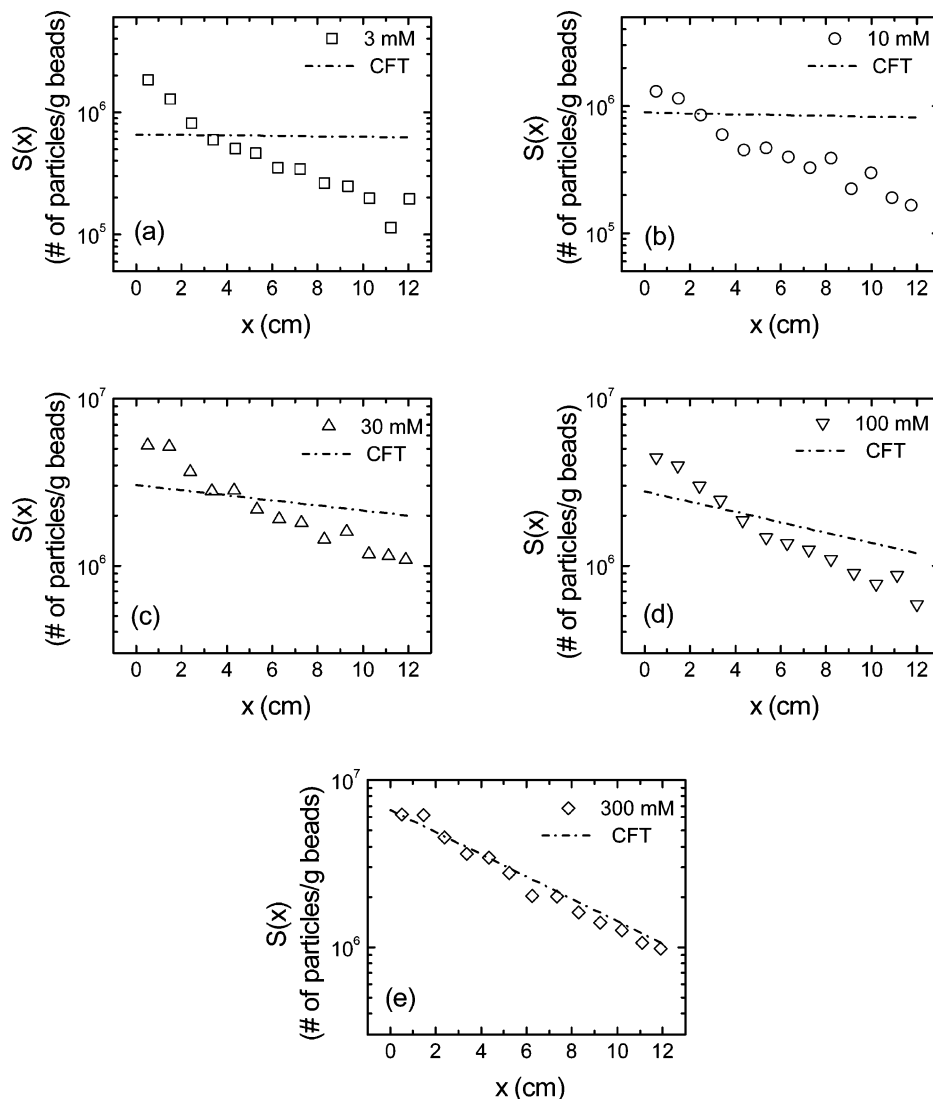 3 mM
CFT
S(x)
(# of particles/g beads)
10^6
10^5
(a)
0 2 4 6 8 10 12
x (cm)
10 mM
CFT
S(x)
(# of particles/g beads)
10^6
10^5
(b)
0 2 4 6 8 10 12
x (cm)
30 mM
CFT
S(x)
(# of particles/g beads)
10^7
10^6
(c)
0 2 4 6 8 10 12
x (cm)
100 mM
CFT
S(x)
(# of particles/g beads)
10^7
10^6
(d)
0 2 4 6 8 10 12
x (cm)
300 mM
CFT
S(x)
(# of particles/g beads)
10^7
10^6
(e)
0 2 4 6 8 10 12
x (cm)